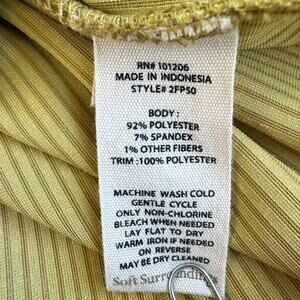 RN# 101206
MADE IN INDONESIA
STYLE# 2FP50
BODY:
92% POLYESTER
7% SPANDEX
1% OTHER FIBERS
TRIM :100% POLYESTER
MACHINE WASH COLD
GENTLE CYCLE
ONLY NON-CHLORINE
BLEACH WHEN NEEDED
LAY FLAT TO DRY
WARM IRON IF NEEDED
ON REVERSE
MAY BE DRY CLEANED
Soft Surroundings